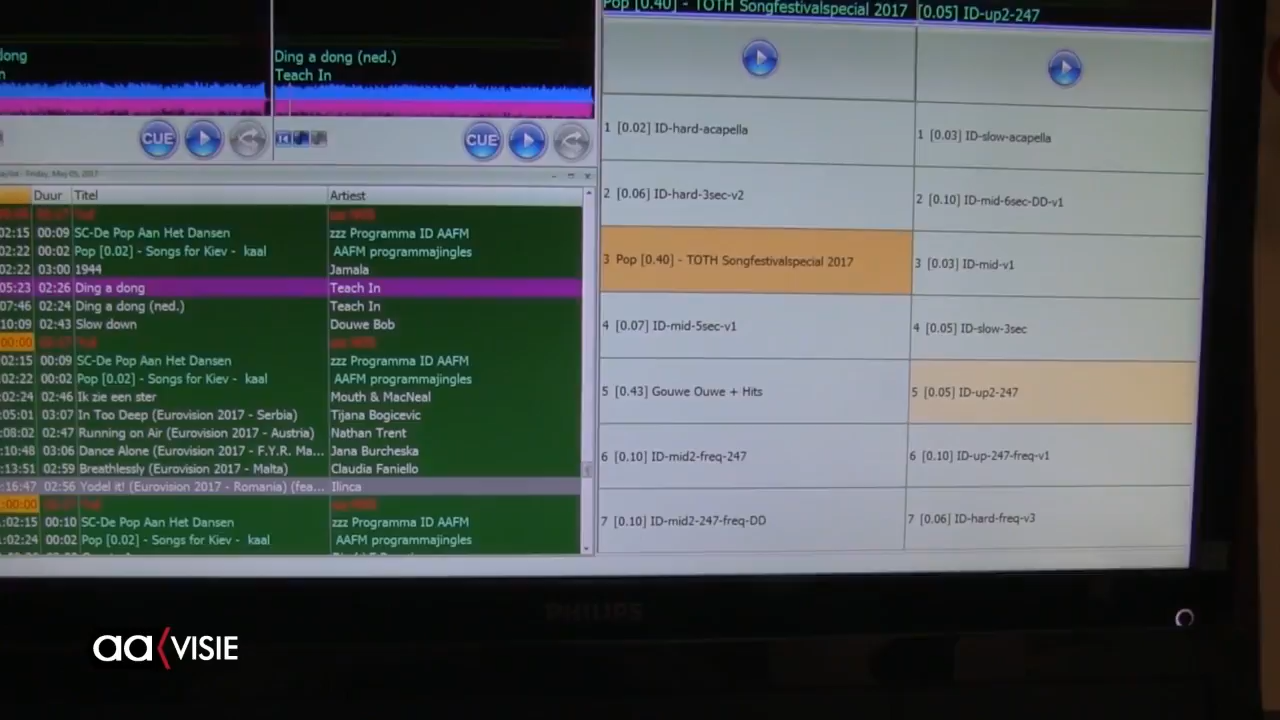 Pop [0.40] - TOTH Songfestivalspecial 2017
[0.05] ID-up2-247
Ding a dong (ned.)
Teach In
CUE
CUE
Friday, May 05, 2017
Duur Titel Artiest
02:15 00:09 SC-De Pop Aan Het Dansen zzz Programma ID AAFM
02:22 00:02 Pop [0.02] - Songs for Kiev - kaal AAFM programmajingles
02:22 03:00 1944 Jamala
05:23 02:26 Ding a dong Teach In
07:46 02:24 Ding a dong (ned.) Teach In
10:09 02:43 Slow down Douwe Bob
00:00
02:15 00:09 SC-De Pop Aan Het Dansen zzz Programma ID AAFM
02:22 00:02 Pop [0.02] - Songs for Kiev - kaal AAFM programmajingles
02:24 02:46 Ik zie een ster Mouth & MacNeal
:05:01 03:07 In Too Deep (Eurovision 2017 - Serbia) Tijana Bogicevic
:08:02 02:47 Running on Air (Eurovision 2017 - Austria) Nathan Trent
:10:48 03:06 Dance Alone (Eurovision 2017 - F.Y.R. Ma... Jana Burcheska
:13:51 02:59 Breathlessly (Eurovision 2017 - Malta) Claudia Faniello
:16:47 02:56 Yodel it! (Eurovision 2017 - Romania) (fea... Ilinca
:00:00
:02:15 00:10 SC-De Pop Aan Het Dansen zzz Programma ID AAFM
:02:24 00:02 Pop [0.02] - Songs for Kiev - kaal AAFM programmajingles
1 [0.02] ID-hard-acapella
2 [0.06] ID-hard-3sec-v2
3 Pop [0.40] - TOTH Songfestivalspecial 2017
4 [0.07] ID-mid-5sec-v1
5 [0.43] Gouwe Ouwe + Hits
6 [0.10] ID-mid2-freq-247
7 [0.10] ID-mid2-247-freq-DD
1 [0.03] ID-slow-acapella
2 [0.10] ID-mid-6sec-DD-v1
3 [0.03] ID-mid-v1
4 [0.05] ID-slow-3sec
5 [0.05] ID-up2-247
6 [0.10] ID-up-247-freq-v1
7 [0.06] ID-hard-freq-v3
PHILIPS
aa VISIE